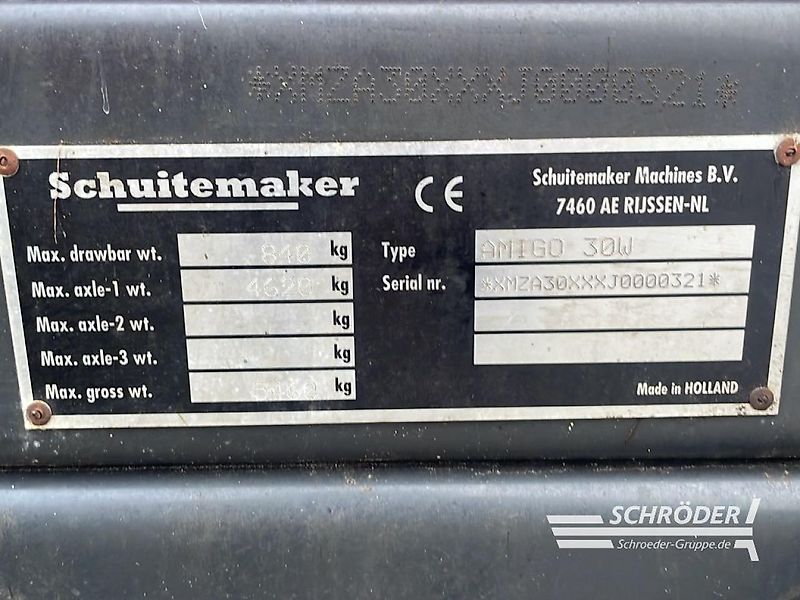 *XMZA30XXXJ0000321*
Schuitemaker
CE
Schuitemaker Machines B.V.
7460 AE RIJSSEN-NL
Max. drawbar wt. 840 kg
Type AMIGO 30W
Max. axle-1 wt. 4620 kg
Serial nr. *XMZA30XXXJ0000321*
Max. axle-2 wt. kg
Max. axle-3 wt. kg
Max. gross wt. kg
Made in HOLLAND
SCHRÖDER
Schroeder-Gruppe.de